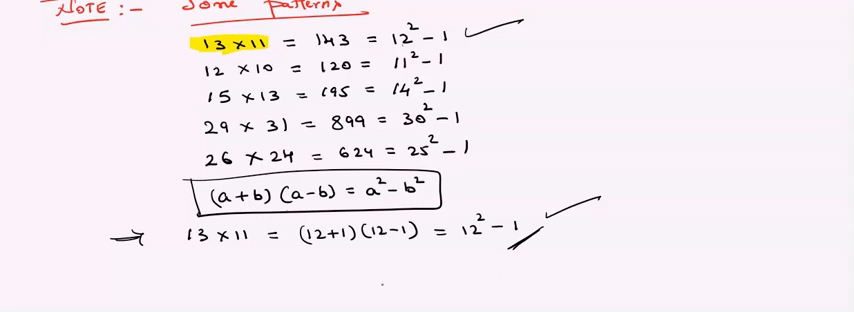 NOTE :- Some patterns
13 × 11 = 143 = 12² - 1
12 × 10 = 120 = 11² - 1
15 × 13 = 195 = 14² - 1
29 × 31 = 899 = 30² - 1
26 × 24 = 624 = 25² - 1
(a+b) (a-b) = a² - b²
⇒ 13 × 11 = (12+1) (12-1) = 12² - 1